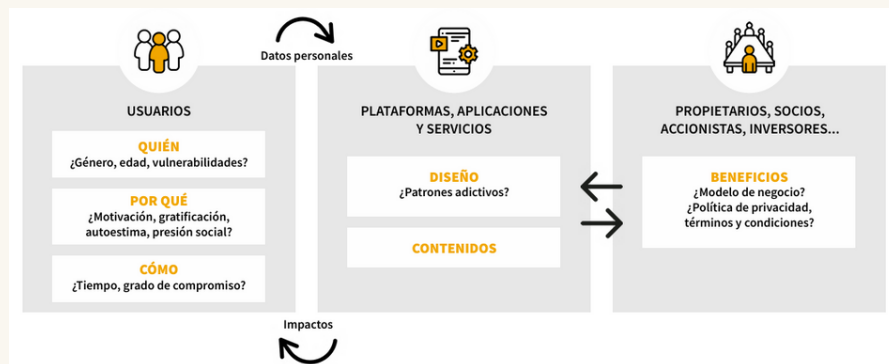 Datos personales
USUARIOS
QUIÉN
¿Género, edad, vulnerabilidades?
POR QUÉ
¿Motivación, gratificación,
autoestima, presión social?
CÓMO
¿Tiempo, grado de compromiso?
PLATAFORMAS, APLICACIONES
Y SERVICIOS
DISEÑO
¿Patrones adictivos?
CONTENIDOS
PROPIETARIOS, SOCIOS,
ACCIONISTAS, INVERSORES...
BENEFICIOS
¿Modelo de negocio?
¿Política de privacidad,
términos y condiciones?
Impactos